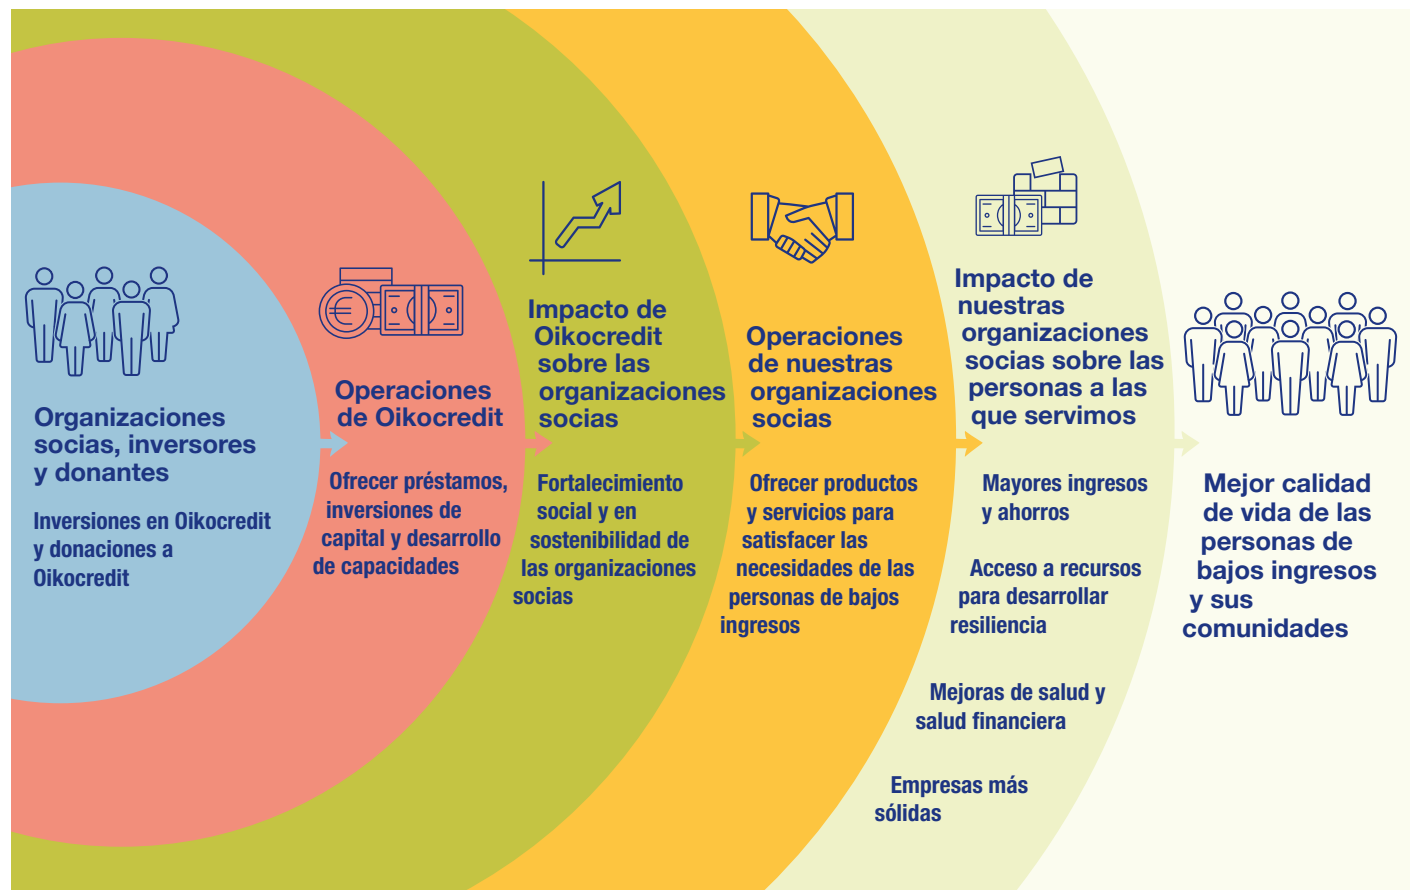 Organizaciones
socias, inversores
y donantes
Inversiones en Oikocredit
y donaciones a
Oikocredit
Operaciones
de Oikocredit
Ofrecer préstamos,
inversiones de
capital y desarrollo
de capacidades
Impacto de
Oikocredit
sobre las
organizaciones
socias
Fortalecimiento
social y en
sostenibilidad de
las organizaciones
socias
Operaciones
de nuestras
organizaciones
socias
Ofrecer productos
y servicios para
satisfacer las
necesidades de las
personas de bajos
ingresos
Impacto de
nuestras
organizaciones
socias sobre las
personas a las
que servimos
Mayores ingresos
y ahorros
Acceso a recursos
para desarrollar
resiliencia
Mejoras de salud y
salud financiera
Empresas más
sólidas
Mejor calidad
de vida de las
personas de
bajos ingresos
y sus
comunidades